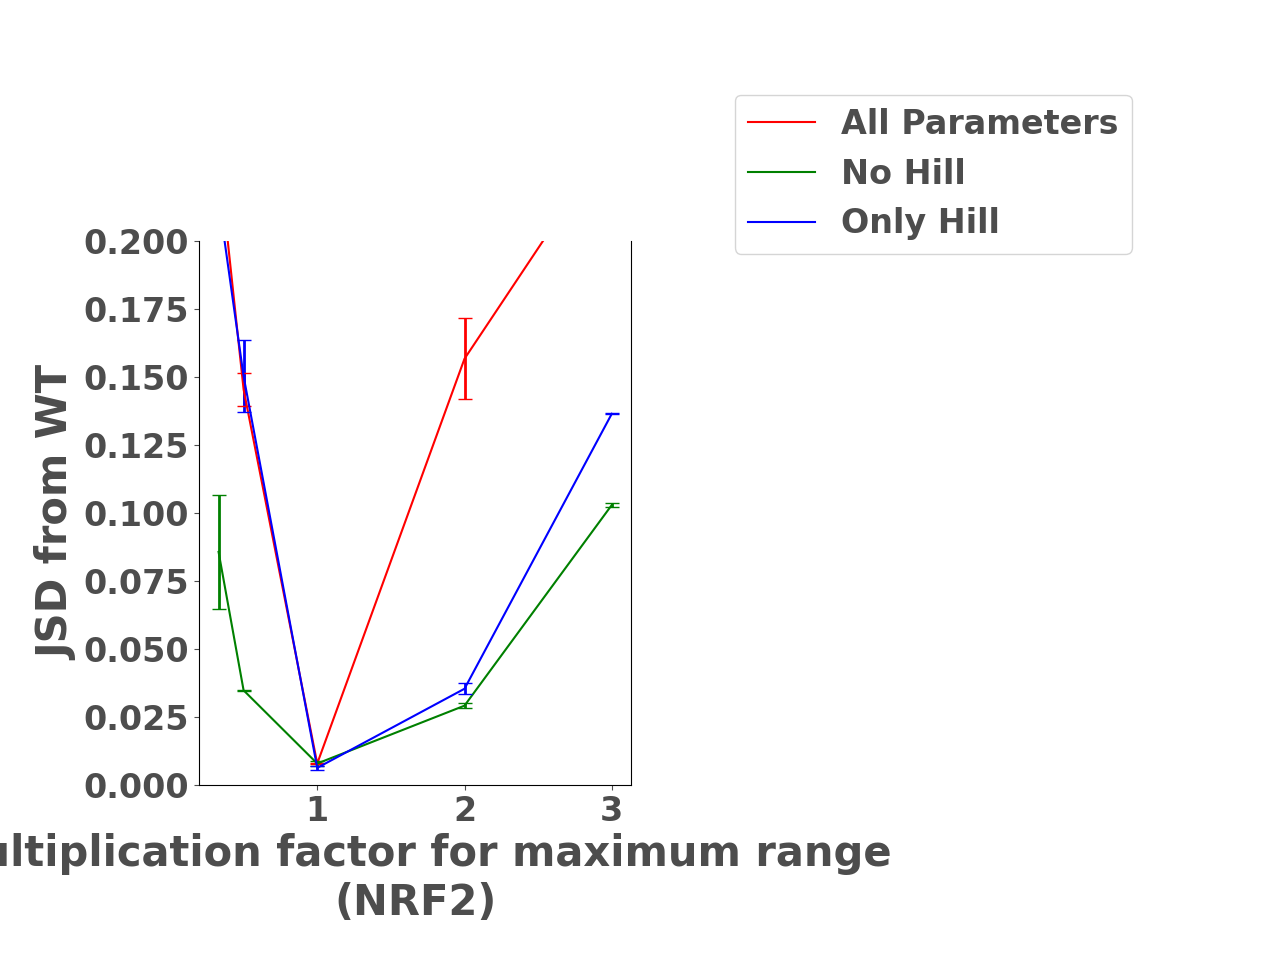 All Parameters
No Hill
Only Hill
0.200
0.175
0.150
0.125
0.100
0.075
0.050
0.025
0.000
JSD from WT
1 2 3
ultiplication factor for maximum range
(NRF2)